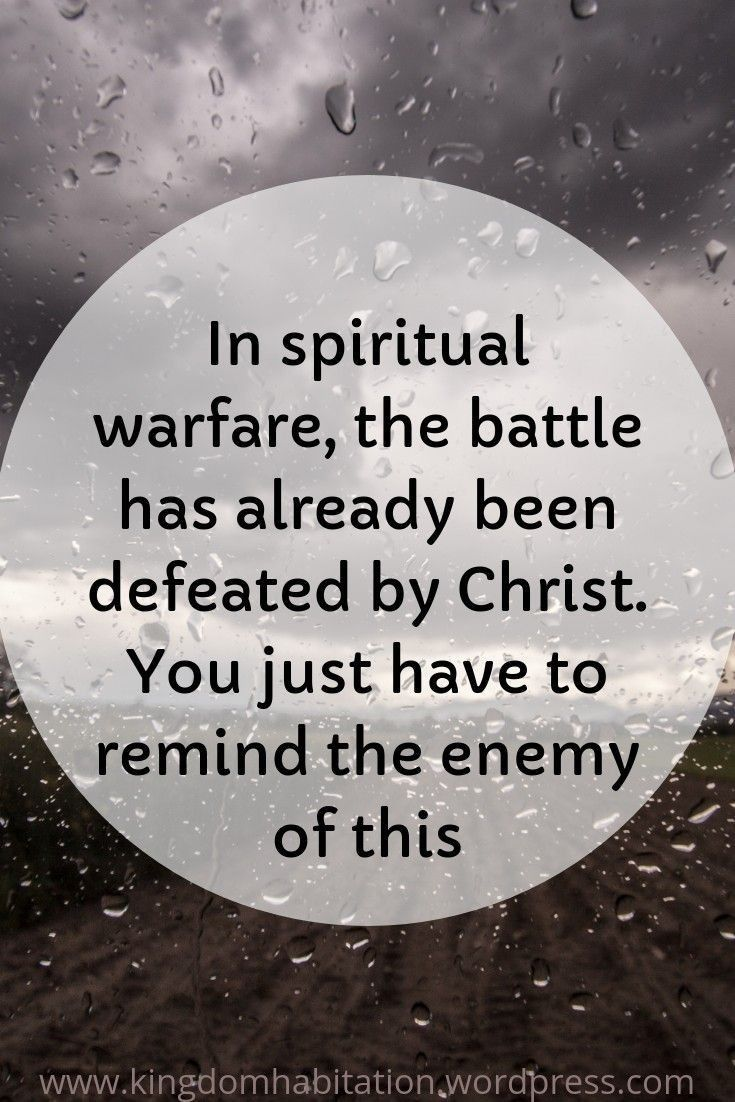 In spiritual
warfare, the battle
has already been
defeated by Christ.
You just have to
remind the enemy
of this
www.kingdomhabitation.wordpress.com